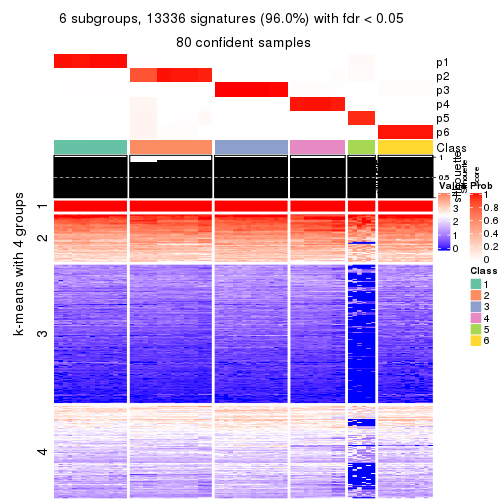 6 subgroups, 13336 signatures (96.0%) with fdr < 0.05
80 confident samples
p1
p2
p3
p4
p5
p6
Class
1
0.5
silhouette
score
Value
3
2
1
0
Prob
1
0.8
0.6
0.4
0.2
0
Class
1
2
3
4
5
6
k-means with 4 groups
1
2
3
4